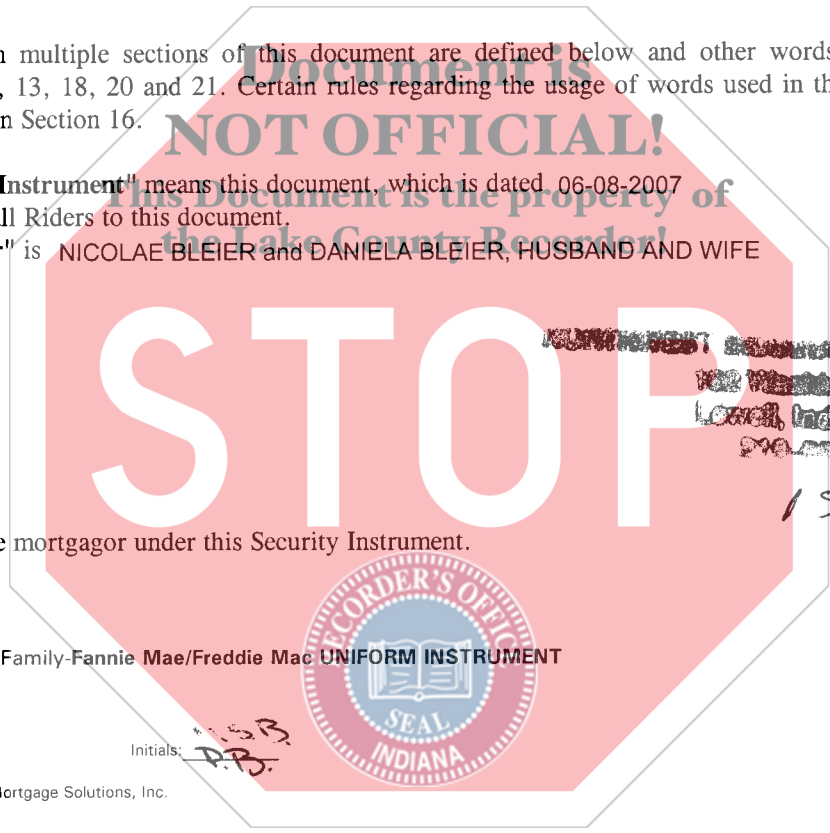 n multiple sections of this document are defined below and other words
, 13, 18, 20 and 21. Certain rules regarding the usage of words used in th
n Section 16.
Document is
NOT OFFICIAL!
This Document is the property of
the Lake County Recorder!
Instrument" means this document, which is dated 06-08-2007
ll Riders to this document.
" is NICOLAE BLEIER and DANIELA BLEIER, HUSBAND AND WIFE
STOP
e mortgagor under this Security Instrument.
RECORDER'S OFFICE
SEAL
INDIANA
Family-Fannie Mae/Freddie Mac UNIFORM INSTRUMENT
Initials: D.B.
ortgage Solutions, Inc.